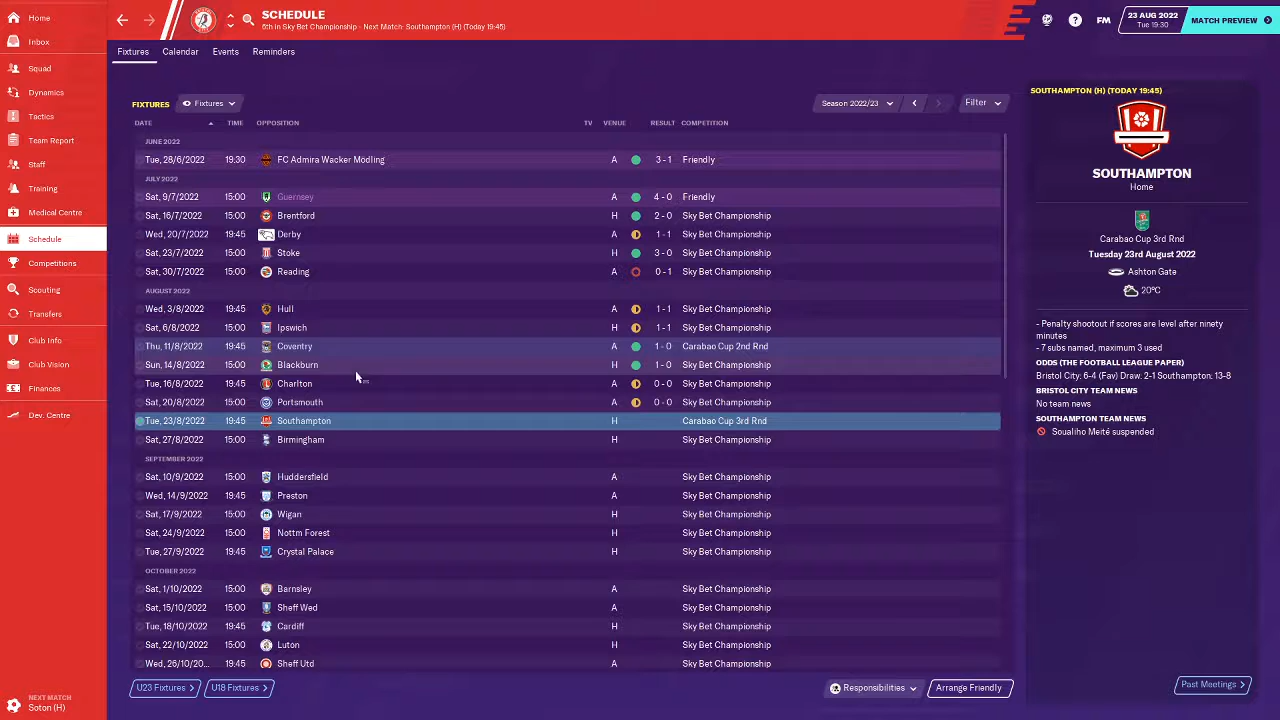 SCHEDULE
6th in Sky Bet Championship - Next Match: Southampton (H) (Today 19:45)
FM
23 AUG 2022
Tue 19:30
MATCH PREVIEW
Home
Inbox
Squad
Dynamics
Tactics
Team Report
Staff
Training
Medical Centre
Schedule
Competitions
Scouting
Transfers
Club Info
Club Vision
Finances
Dev. Centre
NEXT MATCH
Soton (H)
Fixtures Calendar Events Reminders
FIXTURES Fixtures Season 2022/23 Filter
DATE TIME OPPOSITION TV VENUE RESULT COMPETITION
JUNE 2022
Tue, 28/6/2022 19:30 FC Admira Wacker Mödling A 3 - 1 Friendly
JULY 2022
Sat, 9/7/2022 15:00 Guernsey A 4 - 0 Friendly
Sat, 16/7/2022 15:00 Brentford H 2 - 0 Sky Bet Championship
Wed, 20/7/2022 19:45 Derby A 1 - 1 Sky Bet Championship
Sat, 23/7/2022 15:00 Stoke H 3 - 0 Sky Bet Championship
Sat, 30/7/2022 15:00 Reading A 0 - 1 Sky Bet Championship
AUGUST 2022
Wed, 3/8/2022 19:45 Hull A 1 - 1 Sky Bet Championship
Sat, 6/8/2022 15:00 Ipswich H 1 - 1 Sky Bet Championship
Thu, 11/8/2022 19:45 Coventry A 1 - 0 Carabao Cup 2nd Rnd
Sun, 14/8/2022 15:00 Blackburn H 1 - 0 Sky Bet Championship
Tue, 16/8/2022 19:45 Charlton A 0 - 0 Sky Bet Championship
Sat, 20/8/2022 15:00 Portsmouth A 0 - 0 Sky Bet Championship
Tue, 23/8/2022 19:45 Southampton H Carabao Cup 3rd Rnd
Sat, 27/8/2022 15:00 Birmingham H Sky Bet Championship
SEPTEMBER 2022
Sat, 10/9/2022 15:00 Huddersfield A Sky Bet Championship
Wed, 14/9/2022 19:45 Preston A Sky Bet Championship
Sat, 17/9/2022 15:00 Wigan H Sky Bet Championship
Sat, 24/9/2022 15:00 Nottm Forest H Sky Bet Championship
Tue, 27/9/2022 19:45 Crystal Palace H Sky Bet Championship
OCTOBER 2022
Sat, 1/10/2022 15:00 Barnsley A Sky Bet Championship
Sat, 15/10/2022 15:00 Sheff Wed A Sky Bet Championship
Tue, 18/10/2022 19:45 Cardiff H Sky Bet Championship
Sat, 22/10/2022 15:00 Luton H Sky Bet Championship
Wed, 26/10/20... 19:45 Sheff Utd A Sky Bet Championship
U23 Fixtures U18 Fixtures Responsibilities Arrange Friendly
SOUTHAMPTON (H) (TODAY 19:45)
SOUTHAMPTON
Home
Carabao Cup 3rd Rnd
Tuesday 23rd August 2022
Ashton Gate
20°C
- Penalty shootout if scores are level after ninety
minutes
- 7 subs named, maximum 3 used
ODDS (THE FOOTBALL LEAGUE PAPER)
Bristol City: 6-4 (Fav) Draw: 2-1 Southampton: 13-8
BRISTOL CITY TEAM NEWS
No team news
SOUTHAMPTON TEAM NEWS
Soualiho Meité suspended
Past Meetings